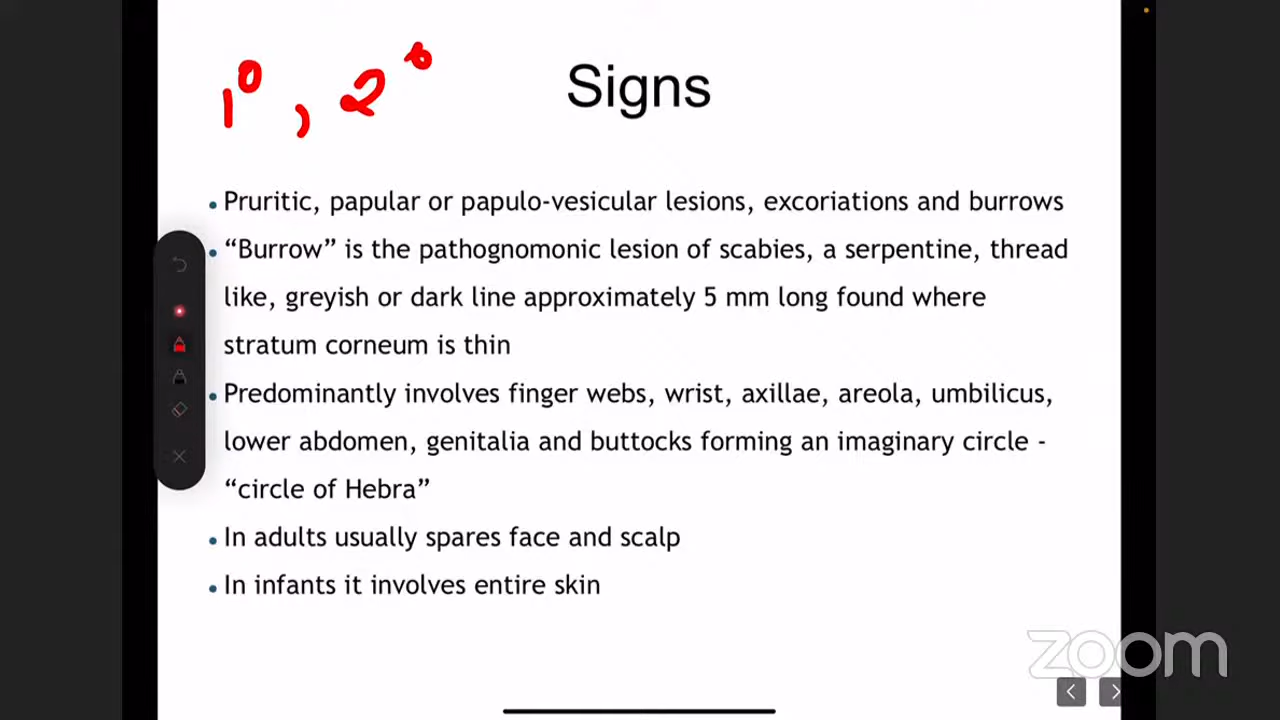 1°, 2°
Signs
• Pruritic, papular or papulo-vesicular lesions, excoriations and burrows
• “Burrow” is the pathognomonic lesion of scabies, a serpentine, thread
like, greyish or dark line approximately 5 mm long found where
stratum corneum is thin
• Predominantly involves finger webs, wrist, axillae, areola, umbilicus,
lower abdomen, genitalia and buttocks forming an imaginary circle -
“circle of Hebra”
• In adults usually spares face and scalp
• In infants it involves entire skin
zoom